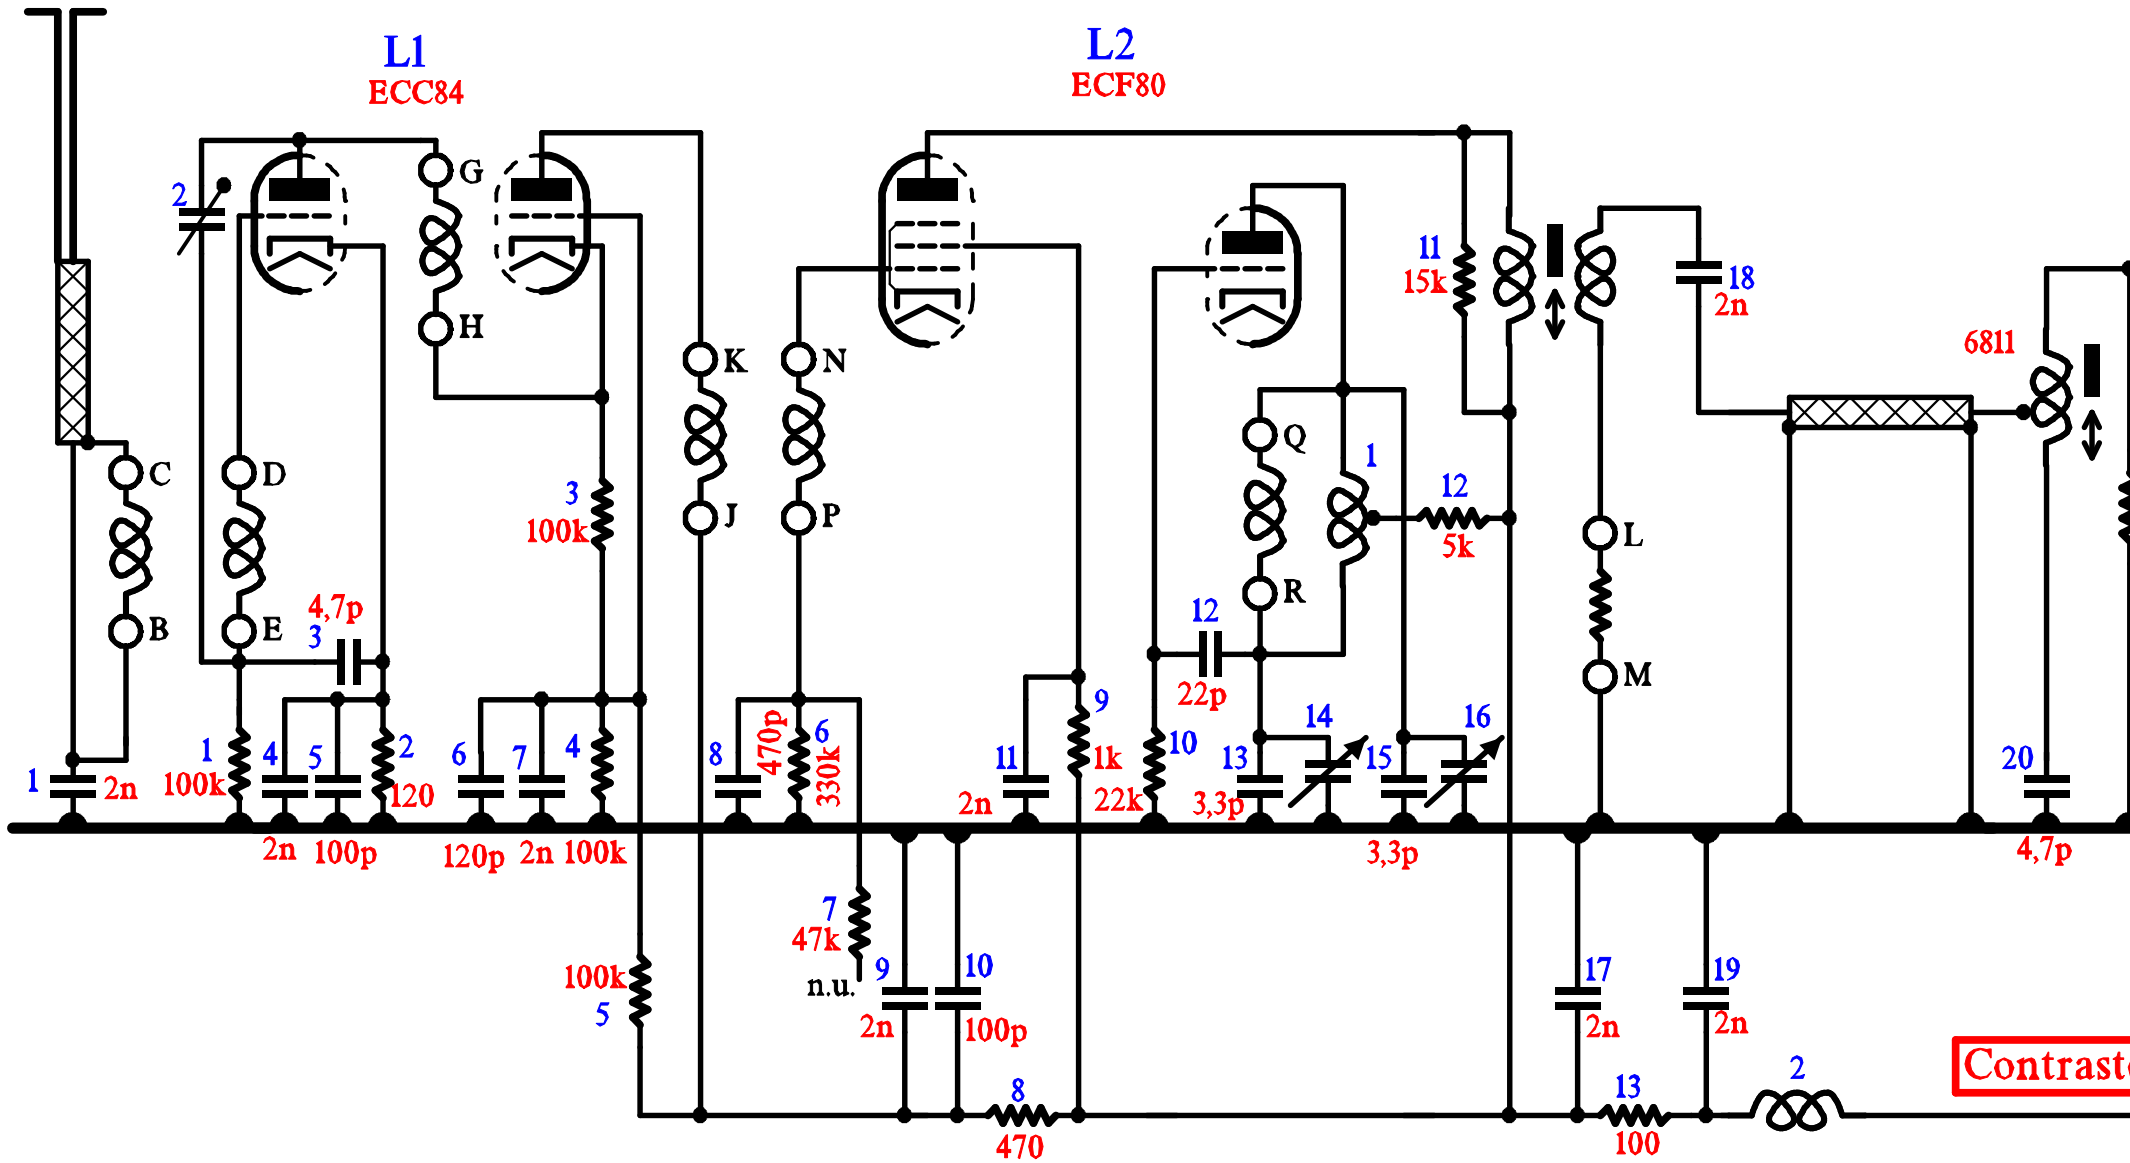 L1
ECC84
L2
ECF80
2
G
H
K
N
J
P
C
D
B
E
3
100k
4,7p
3
11
15k
18
2n
6811
Q
1
12
5k
R
L
M
12
22p
1
2n
1
100k
4
2n
5
100p
2
120
6
120p
7
2n
4
100k
8
470p
6
330k
11
2n
9
1k
10
22k
13
3,3p
14
15
3,3p
16
20
4,7p
7
47k
n.u.
9
2n
10
100p
100k
5
17
2n
19
2n
8
470
13
100
2